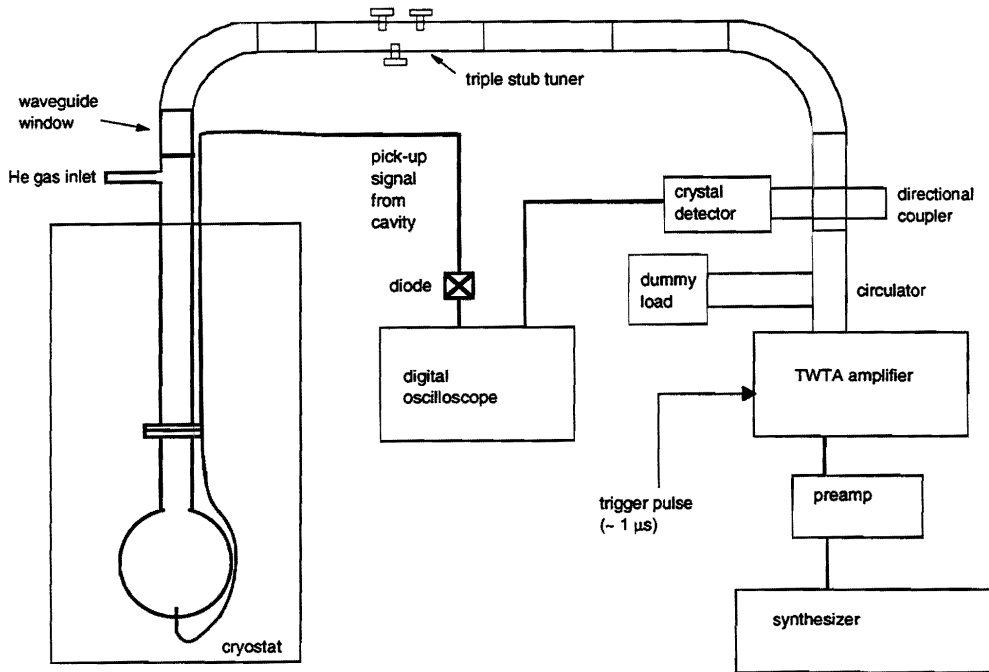 triple stub tuner
waveguide
window
He gas inlet
pick-up
signal
from
cavity
crystal
detector
directional
coupler
diode
dummy
load
circulator
digital
oscilloscope
TWTA amplifier
trigger pulse
(~ 1 μs)
preamp
synthesizer
cryostat